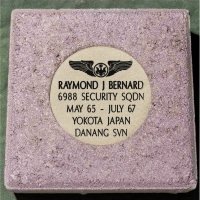 RAYMOND J BERNARD
6988 SECURITY SQDN
MAY 65 - JULY 67
YOKOTA JAPAN
DANANG SVN